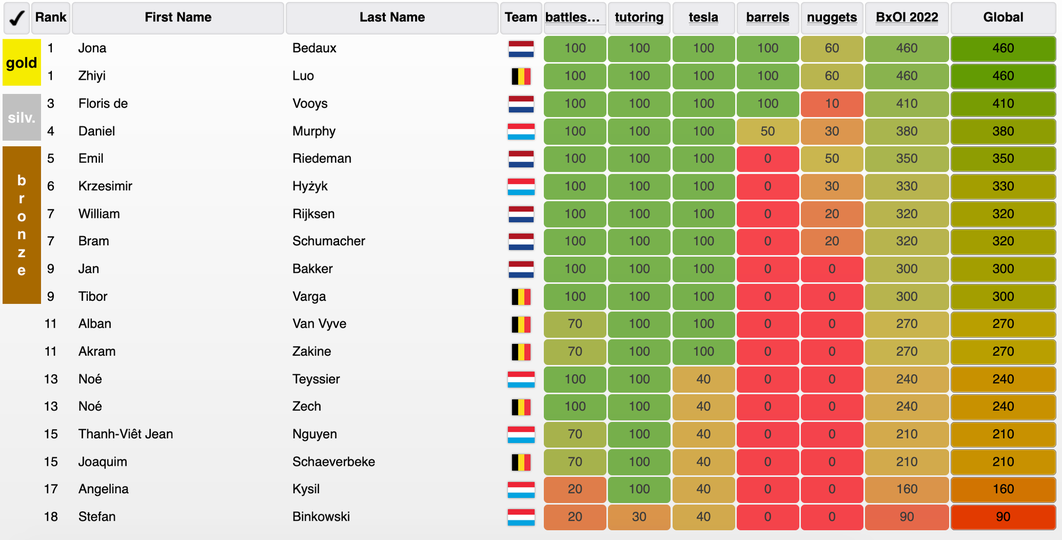 ✓ Rank First Name Last Name Team battles... tutoring tesla barrels nuggets BxOI 2022 Global
gold
1 Jona Bedaux 100 100 100 100 60 460 460
1 Zhiyi Luo 100 100 100 100 60 460 460
silv.
3 Floris de Vooys 100 100 100 100 10 410 410
4 Daniel Murphy 100 100 100 50 30 380 380
bronze
5 Emil Riedeman 100 100 100 0 50 350 350
6 Krzesimir Hyżyk 100 100 100 0 30 330 330
7 William Rijksen 100 100 100 0 20 320 320
7 Bram Schumacher 100 100 100 0 20 320 320
9 Jan Bakker 100 100 100 0 0 300 300
9 Tibor Varga 100 100 100 0 0 300 300
11 Alban Van Vyve 70 100 100 0 0 270 270
11 Akram Zakine 70 100 100 0 0 270 270
13 Noé Teyssier 100 100 40 0 0 240 240
13 Noé Zech 100 100 40 0 0 240 240
15 Thanh-Viêt Jean Nguyen 70 100 40 0 0 210 210
15 Joaquim Schaeverbeke 70 100 40 0 0 210 210
17 Angelina Kysil 20 100 40 0 0 160 160
18 Stefan Binkowski 20 30 40 0 0 90 90